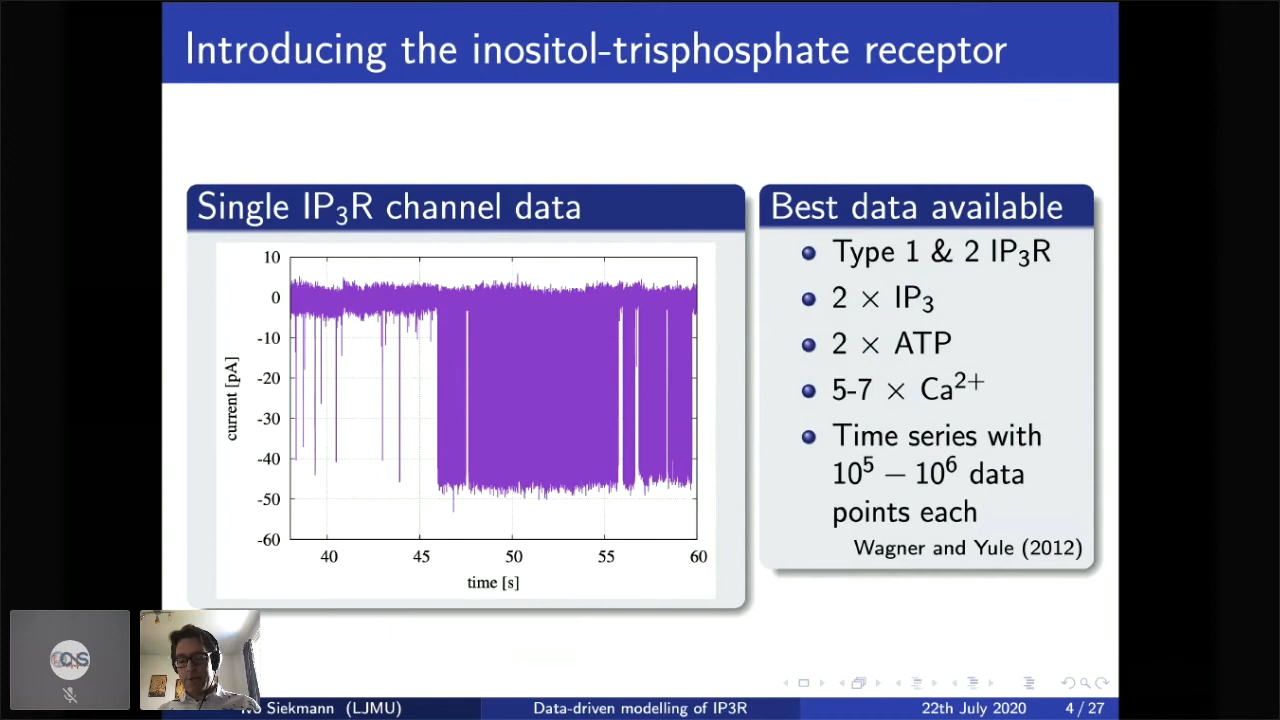 Introducing the inositol-trisphosphate receptor
Single IP₃R channel data
10
0
-10
-20
-30
-40
-50
-60
current [pA]
40 45 50 55 60
time [s]
Best data available
Type 1 & 2 IP₃R
2 × IP₃
2 × ATP
5-7 × Ca²⁺
Time series with
10⁵ – 10⁶ data
points each
Wagner and Yule (2012)
Siekmann (LJMU)
Data-driven modelling of IP3R
22th July 2020
4 / 27